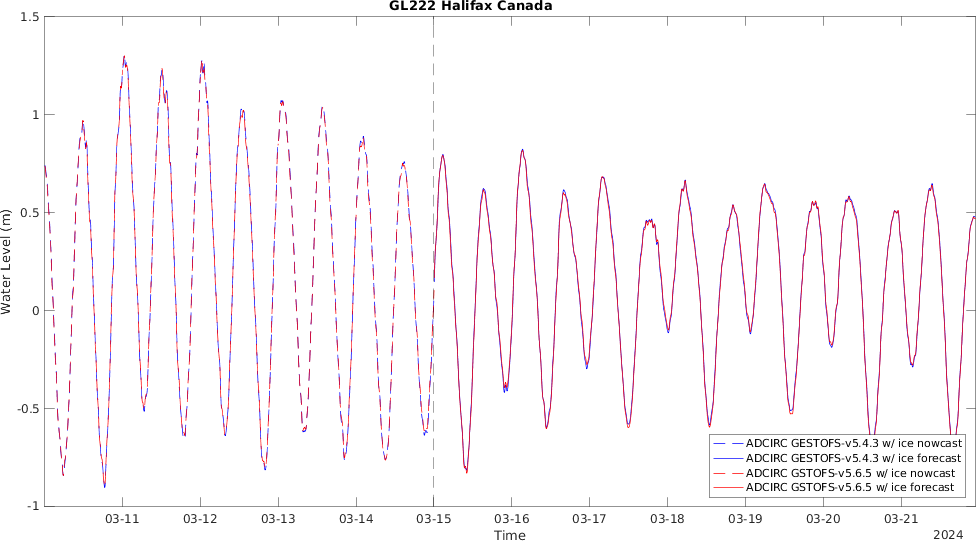 GL222 Halifax Canada
1.5
1
0.5
0
-0.5
-1
Water Level (m)
03-11 03-12 03-13 03-14 03-15 03-16 03-17 03-18 03-19 03-20 03-21
Time
2024
ADCIRC GESTOFS-v5.4.3 w/ ice nowcast
ADCIRC GESTOFS-v5.4.3 w/ ice forecast
ADCIRC GSTOFS-v5.6.5 w/ ice nowcast
ADCIRC GSTOFS-v5.6.5 w/ ice forecast